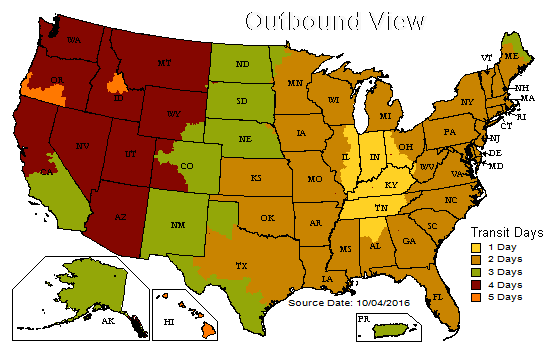 Outbound View
WA
MT
ND
MN
ME
VT
OR
ID
SD
WI
MI
NY
NH
MA
WY
RI
CT
IA
PA
NJ
NV
NE
IL
IN
OH
DE
UT
CO
WV
MD
CA
KS
MO
KY
VA
TN
NC
AZ
NM
OK
AR
SC
Transit Days
MS
AL
GA
1 Day
TX
2 Days
LA
3 Days
4 Days
FL
5 Days
Source Date: 10/04/2016
AK
HI
PR